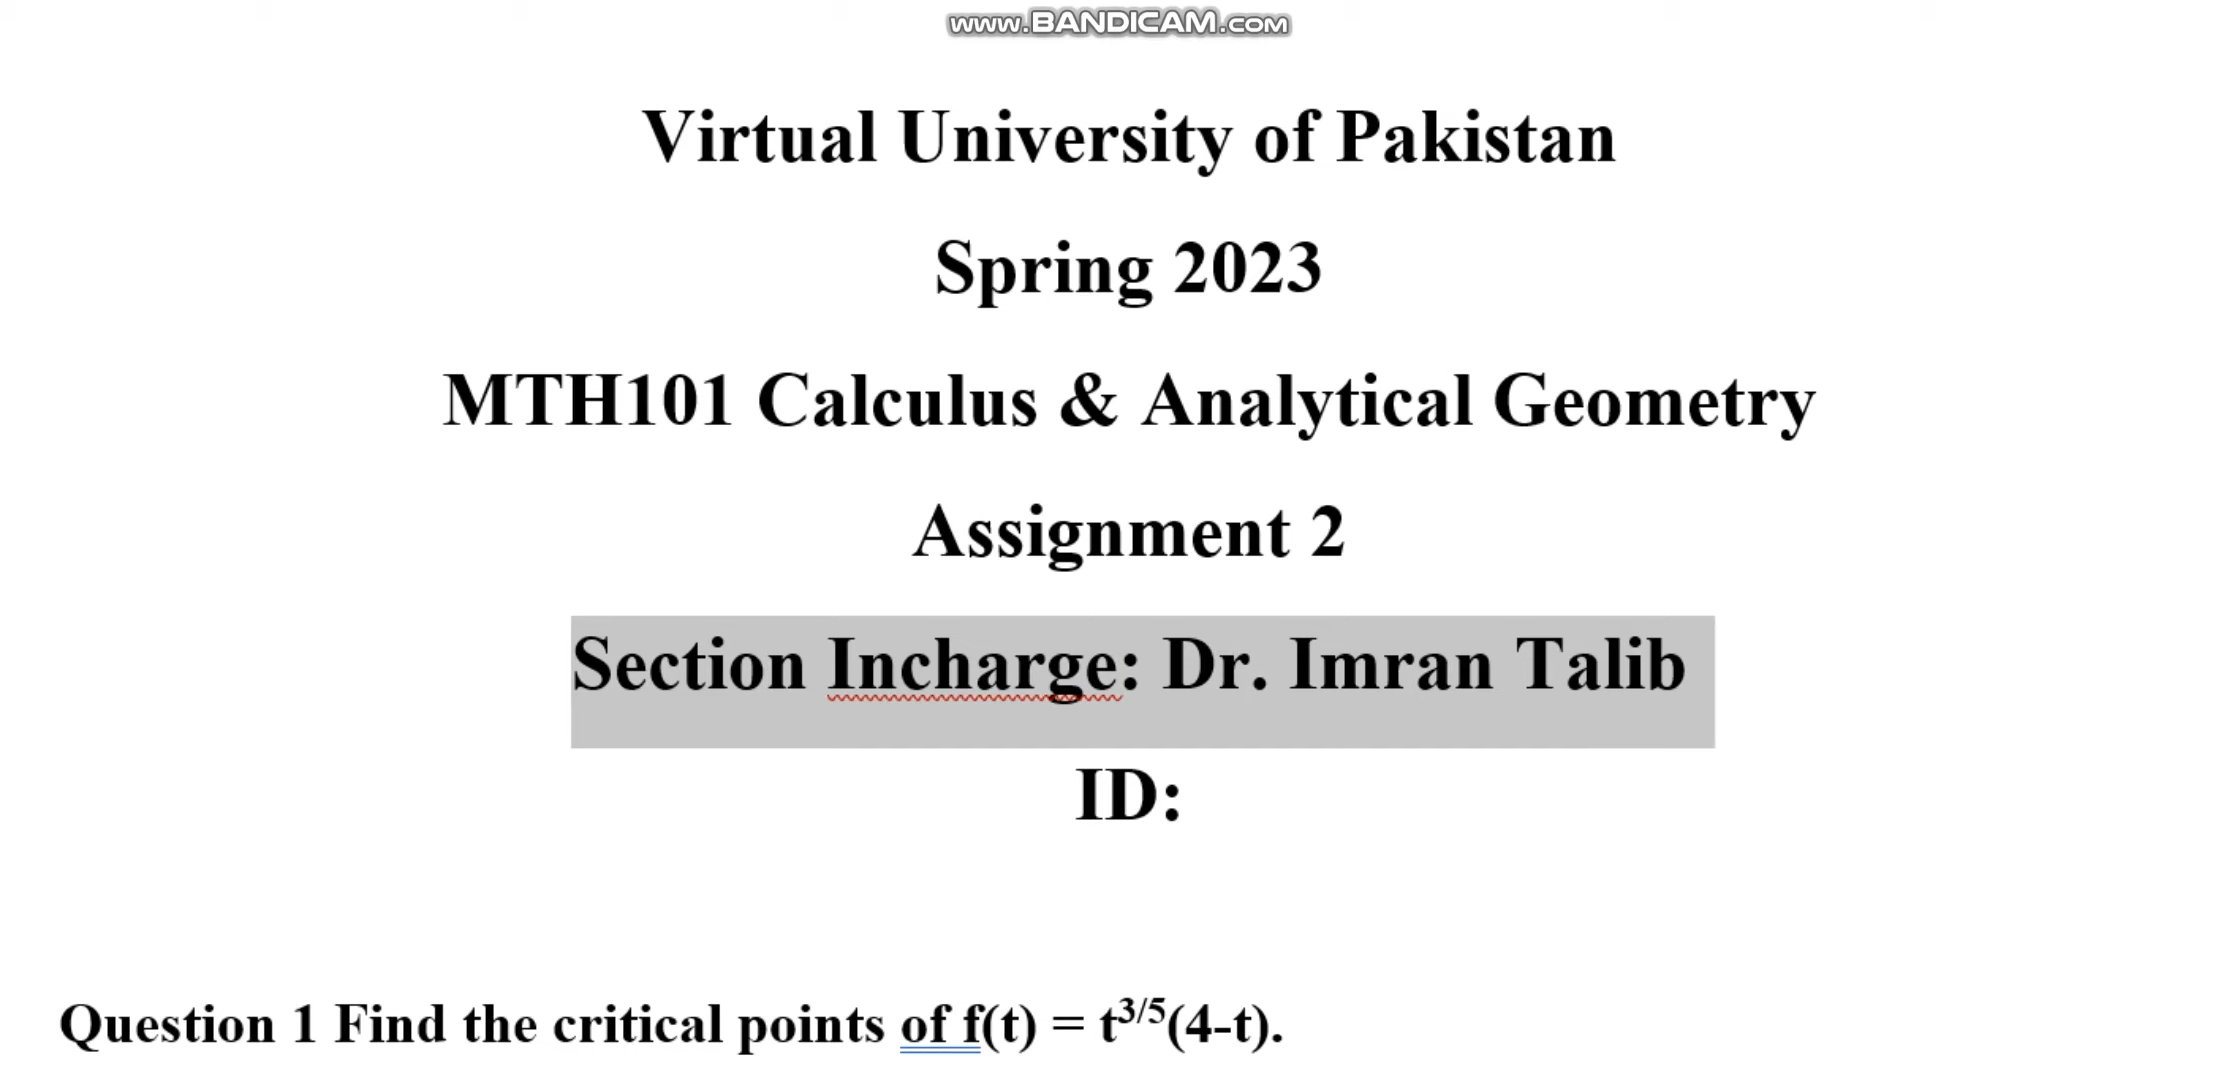 www.BANDICAM.com
Virtual University of Pakistan
Spring 2023
MTH101 Calculus & Analytical Geometry
Assignment 2
Section Incharge: Dr. Imran Talib
ID:
Question 1 Find the critical points of f(t) = t³/⁵(4-t).